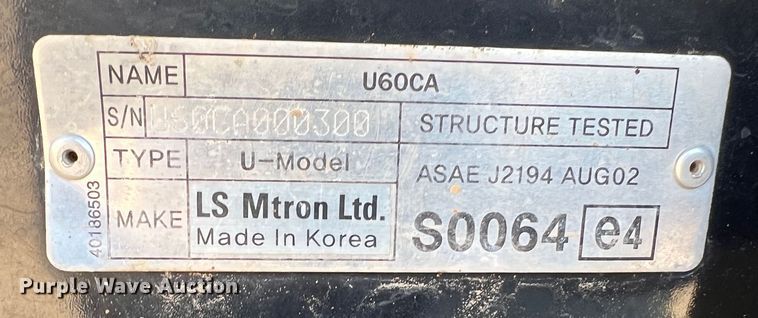 NAME U60CA
S/N U60CA000300 STRUCTURE TESTED
TYPE U-Model ASAE J2194 AUG02
MAKE LS Mtron Ltd. S0064 e4
Made In Korea
40186503
Purple Wave Auction